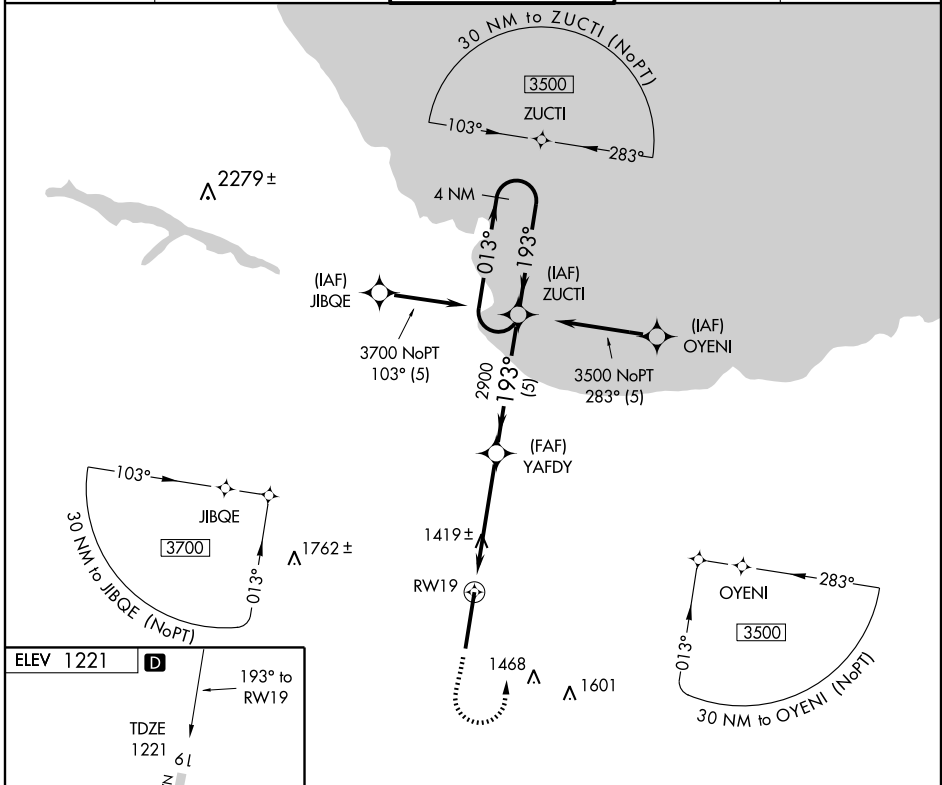 30 NM to ZUCTI (NoPT)
3500
ZUCTI
103°
283°
2279 ±
4 NM
013°
193°
(IAF)
JIBQE
(IAF)
ZUCTI
(IAF)
OYENI
3700 NoPT
103° (5)
3500 NoPT
283° (5)
2900
193°
(5)
(FAF)
YAFDY
103°
JIBQE
3700
013°
30 NM to JIBQE (NoPT)
1762 ±
1419 ±
RW19
1468
1601
OYENI
283°
3500
013°
30 NM to OYENI (NoPT)
ELEV 1221
D
193° to
RW19
TDZE
1221
19